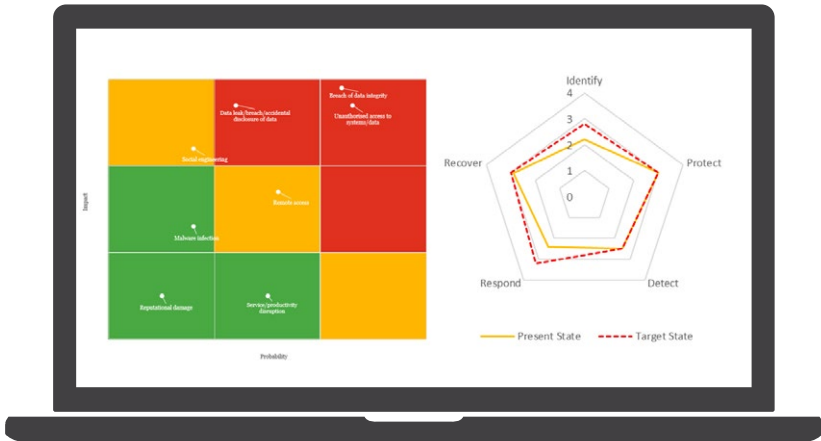 Breach of data integrity
Data leak/breach/accidental
disclosure of data
Unauthorised access to
systems/data
Social engineering
Remote access
Malware infection
Reputational damage
Service/productivity
disruption
Impact
Probability
Identify
4
3
2
1
0
Recover
Protect
Respond
Detect
Present State
Target State